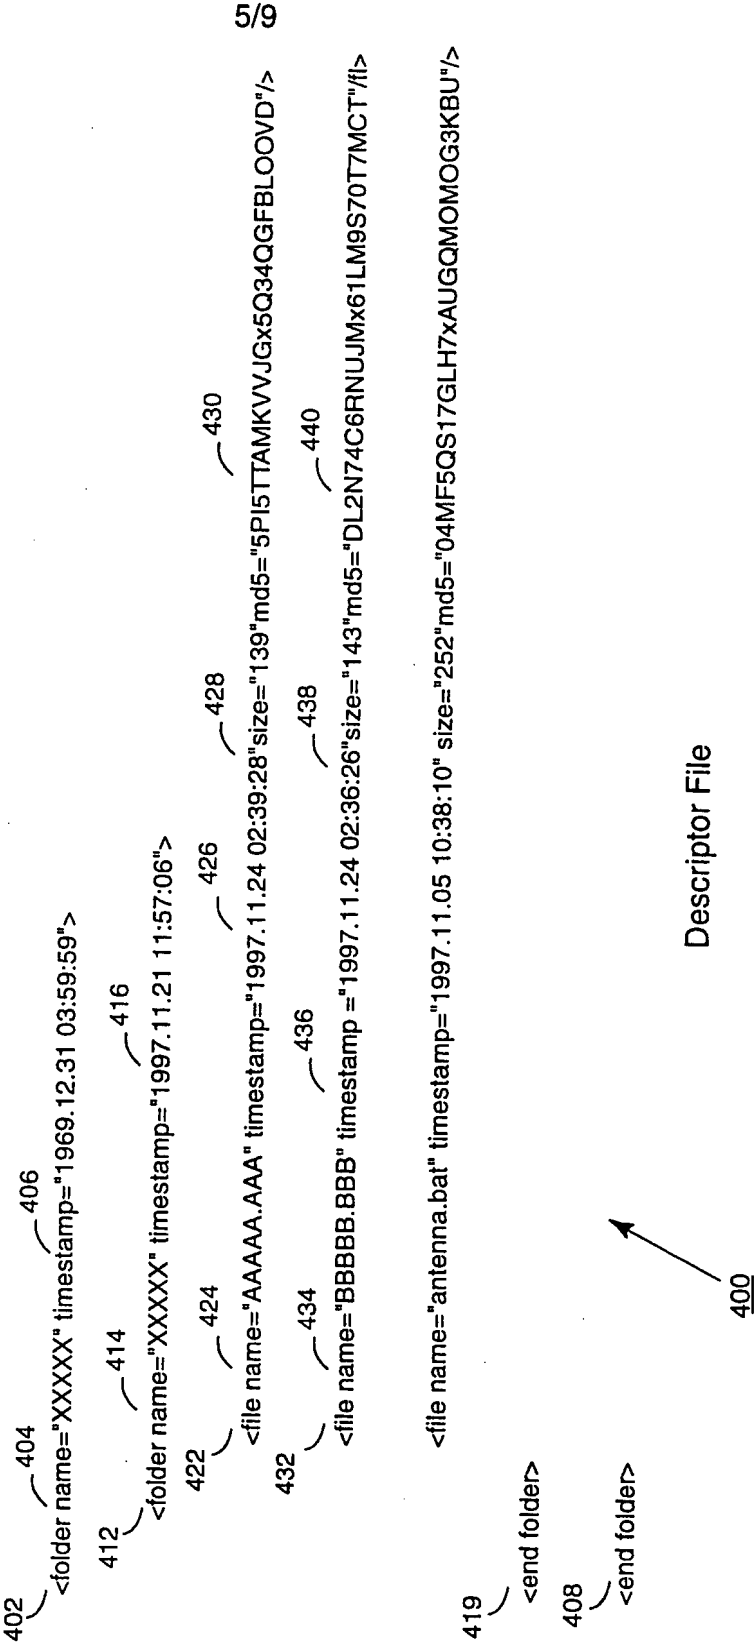 5/9
402 404 406
<folder name="XXXXX" timestamp="1969.12.31 03:59:59">
412 414 416
<folder name="XXXXX" timestamp="1997.11.21 11:57:06">
422 424 426 428 430
<file name="AAAAA.AAA" timestamp="1997.11.24 02:39:28"size="139"md5="5PI5TTAMKVVJGx5Q34QGFBLOOVD"/>
432 434 436 438 440
<file name="BBBBB.BBB" timestamp ="1997.11.24 02:36:26"size="143"md5="DL2N74C6RNUJMx61LM9S70T7MCT"/fl>
<file name="antenna.bat" timestamp="1997.11.05 10:38:10" size="252"md5="04MF5QS17GLH7xAUGQMOMOG3KBU"/>
419
<end folder>
408
<end folder>
400
Descriptor File